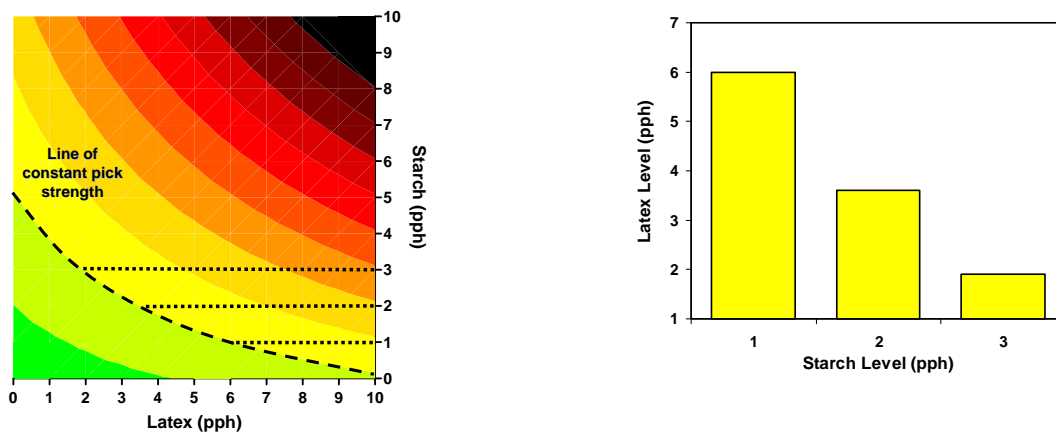 Line of
constant pick
strength
10
9
8
7
6
5
4
3
2
1
0
Starch (pph)
0 1 2 3 4 5 6 7 8 9 10
Latex (pph)
7
6
5
4
3
2
1
Latex Level (pph)
1 2 3
Starch Level (pph)